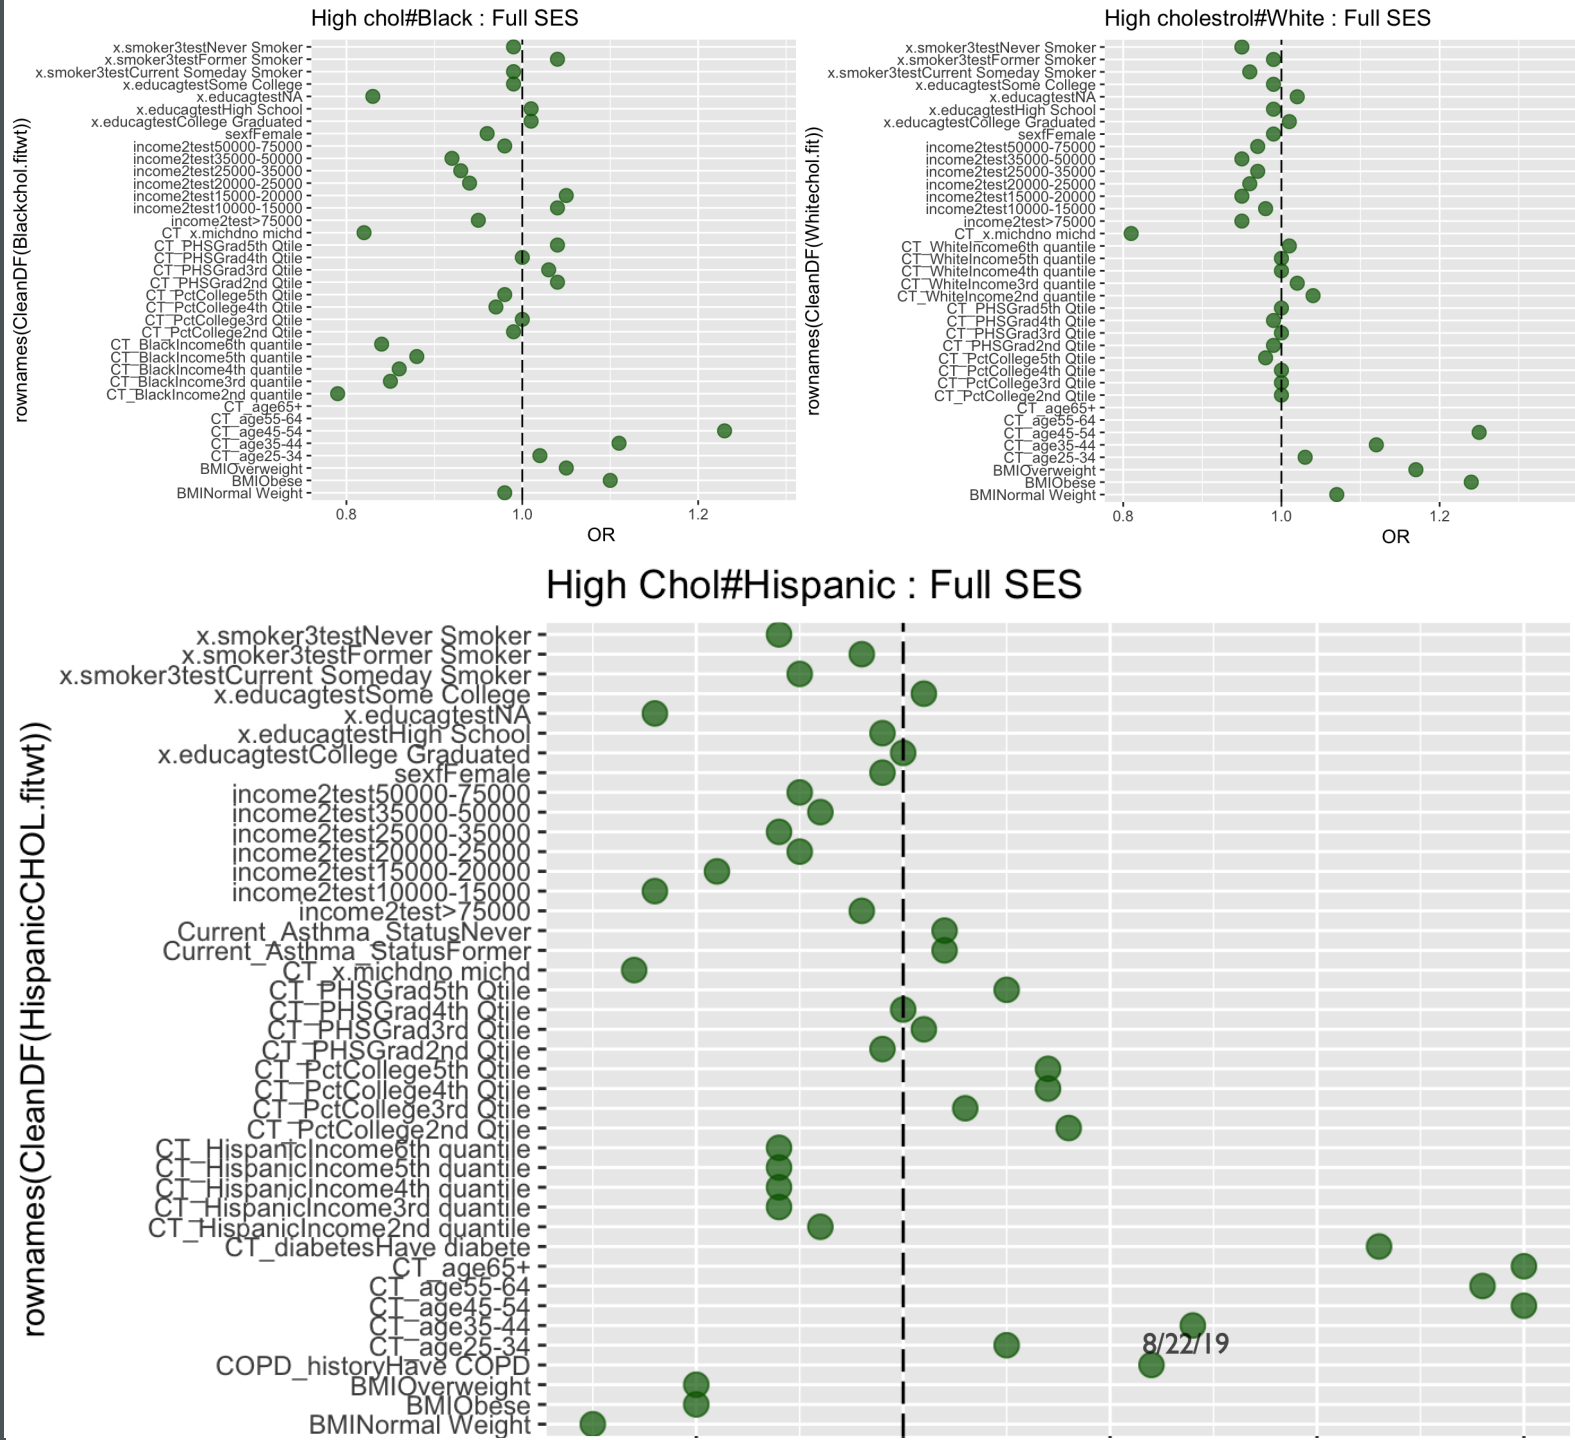 High chol#Black : Full SES
x.smoker3testNever Smoker
x.smoker3testFormer Smoker
x.smoker3testCurrent Someday Smoker
x.educagtestSome College
x.educagtestNA
x.educagtestHigh School
x.educagtestCollege Graduated
sexfFemale
income2test50000-75000
income2test35000-50000
income2test25000-35000
income2test20000-25000
income2test15000-20000
income2test10000-15000
income2test>75000
CT_x.michdno michd
CT_PHSGrad5th Qtile
CT_PHSGrad4th Qtile
CT_PHSGrad3rd Qtile
CT_PHSGrad2nd Qtile
CT_PctCollege5th Qtile
CT_PctCollege4th Qtile
CT_PctCollege3rd Qtile
CT_PctCollege2nd Qtile
CT_BlackIncome6th quantile
CT_BlackIncome5th quantile
CT_BlackIncome4th quantile
CT_BlackIncome3rd quantile
CT_BlackIncome2nd quantile
CT_age65+
CT_age55-64
CT_age45-54
CT_age35-44
CT_age25-34
BMIOverweight
BMIObese
BMINormal Weight
rownames(CleanDF(Blackchol.fitwt))
0.8 1.0 1.2
OR
High cholestrol#White : Full SES
x.smoker3testNever Smoker
x.smoker3testFormer Smoker
x.smoker3testCurrent Someday Smoker
x.educagtestSome College
x.educagtestNA
x.educagtestHigh School
x.educagtestCollege Graduated
sexfFemale
income2test50000-75000
income2test35000-50000
income2test25000-35000
income2test20000-25000
income2test15000-20000
income2test10000-15000
income2test>75000
CT_x.michdno michd
CT_WhiteIncome6th quantile
CT_WhiteIncome5th quantile
CT_WhiteIncome4th quantile
CT_WhiteIncome3rd quantile
CT_WhiteIncome2nd quantile
CT_PHSGrad5th Qtile
CT_PHSGrad4th Qtile
CT_PHSGrad3rd Qtile
CT_PHSGrad2nd Qtile
CT_PctCollege5th Qtile
CT_PctCollege4th Qtile
CT_PctCollege3rd Qtile
CT_PctCollege2nd Qtile
CT_age65+
CT_age55-64
CT_age45-54
CT_age35-44
CT_age25-34
BMIOverweight
BMIObese
BMINormal Weight
rownames(CleanDF(Whitechol.fit))
0.8 1.0 1.2
OR
High Chol#Hispanic : Full SES
x.smoker3testNever Smoker
x.smoker3testFormer Smoker
x.smoker3testCurrent Someday Smoker
x.educagtestSome College
x.educagtestNA
x.educagtestHigh School
x.educagtestCollege Graduated
sexfFemale
income2test50000-75000
income2test35000-50000
income2test25000-35000
income2test20000-25000
income2test15000-20000
income2test10000-15000
income2test>75000
Current_Asthma_StatusNever
Current_Asthma_StatusFormer
CT_x.michdno michd
CT_PHSGrad5th Qtile
CT_PHSGrad4th Qtile
CT_PHSGrad3rd Qtile
CT_PHSGrad2nd Qtile
CT_PctCollege5th Qtile
CT_PctCollege4th Qtile
CT_PctCollege3rd Qtile
CT_PctCollege2nd Qtile
CT_HispanicIncome6th quantile
CT_HispanicIncome5th quantile
CT_HispanicIncome4th quantile
CT_HispanicIncome3rd quantile
CT_HispanicIncome2nd quantile
CT_diabetesHave diabete
CT_age65+
CT_age55-64
CT_age45-54
CT_age35-44
CT_age25-34
COPD_historyHave COPD
BMIOverweight
BMIObese
BMINormal Weight
rownames(CleanDF(HispanicCHOL.fitwt))
8/22/19